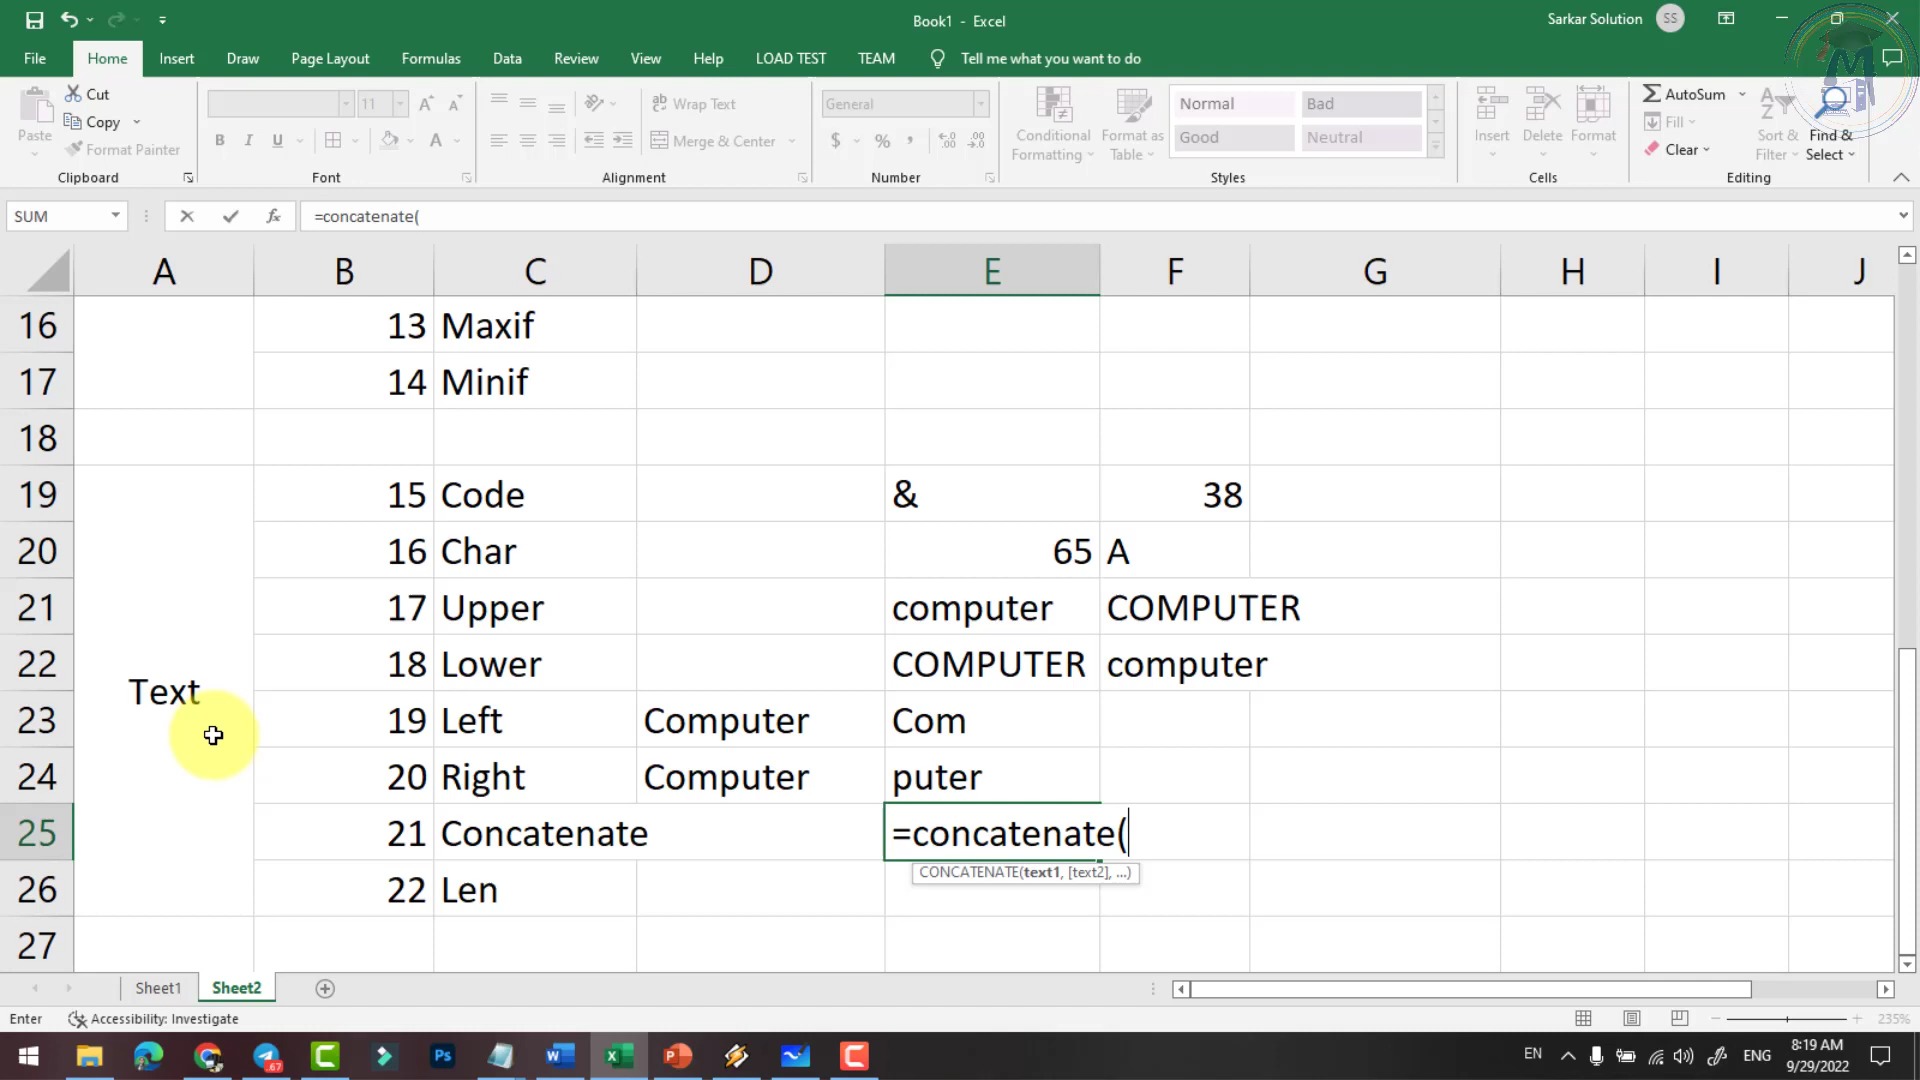 Book1 - Excel
Sarkar Solution SS
File Home Insert Draw Page Layout Formulas Data Review View Help LOAD TEST TEAM Tell me what you want to do
Paste
Cut
Copy
Format Painter
Clipboard
11
B I U
Font
Wrap Text
Merge & Center
Alignment
General
$ % ,
Number
Conditional Formatting
Format as Table
Normal Bad
Good Neutral
Styles
Insert Delete Format
Cells
AutoSum
Fill
Clear
Sort & Filter
Find & Select
Editing
SUM fx =concatenate(
A B C D E F G H I J
16 13 Maxif
17 14 Minif
18
19 15 Code & 38
20 16 Char 65 A
21 17 Upper computer COMPUTER
22 18 Lower COMPUTER computer
Text
23 19 Left Computer Com
24 20 Right Computer puter
25 21 Concatenate =concatenate(
CONCATENATE(text1, [text2], ...)
26 22 Len
27
Sheet1 Sheet2
Enter Accessibility: Investigate 235%
EN ENG 8:19 AM
9/29/2022